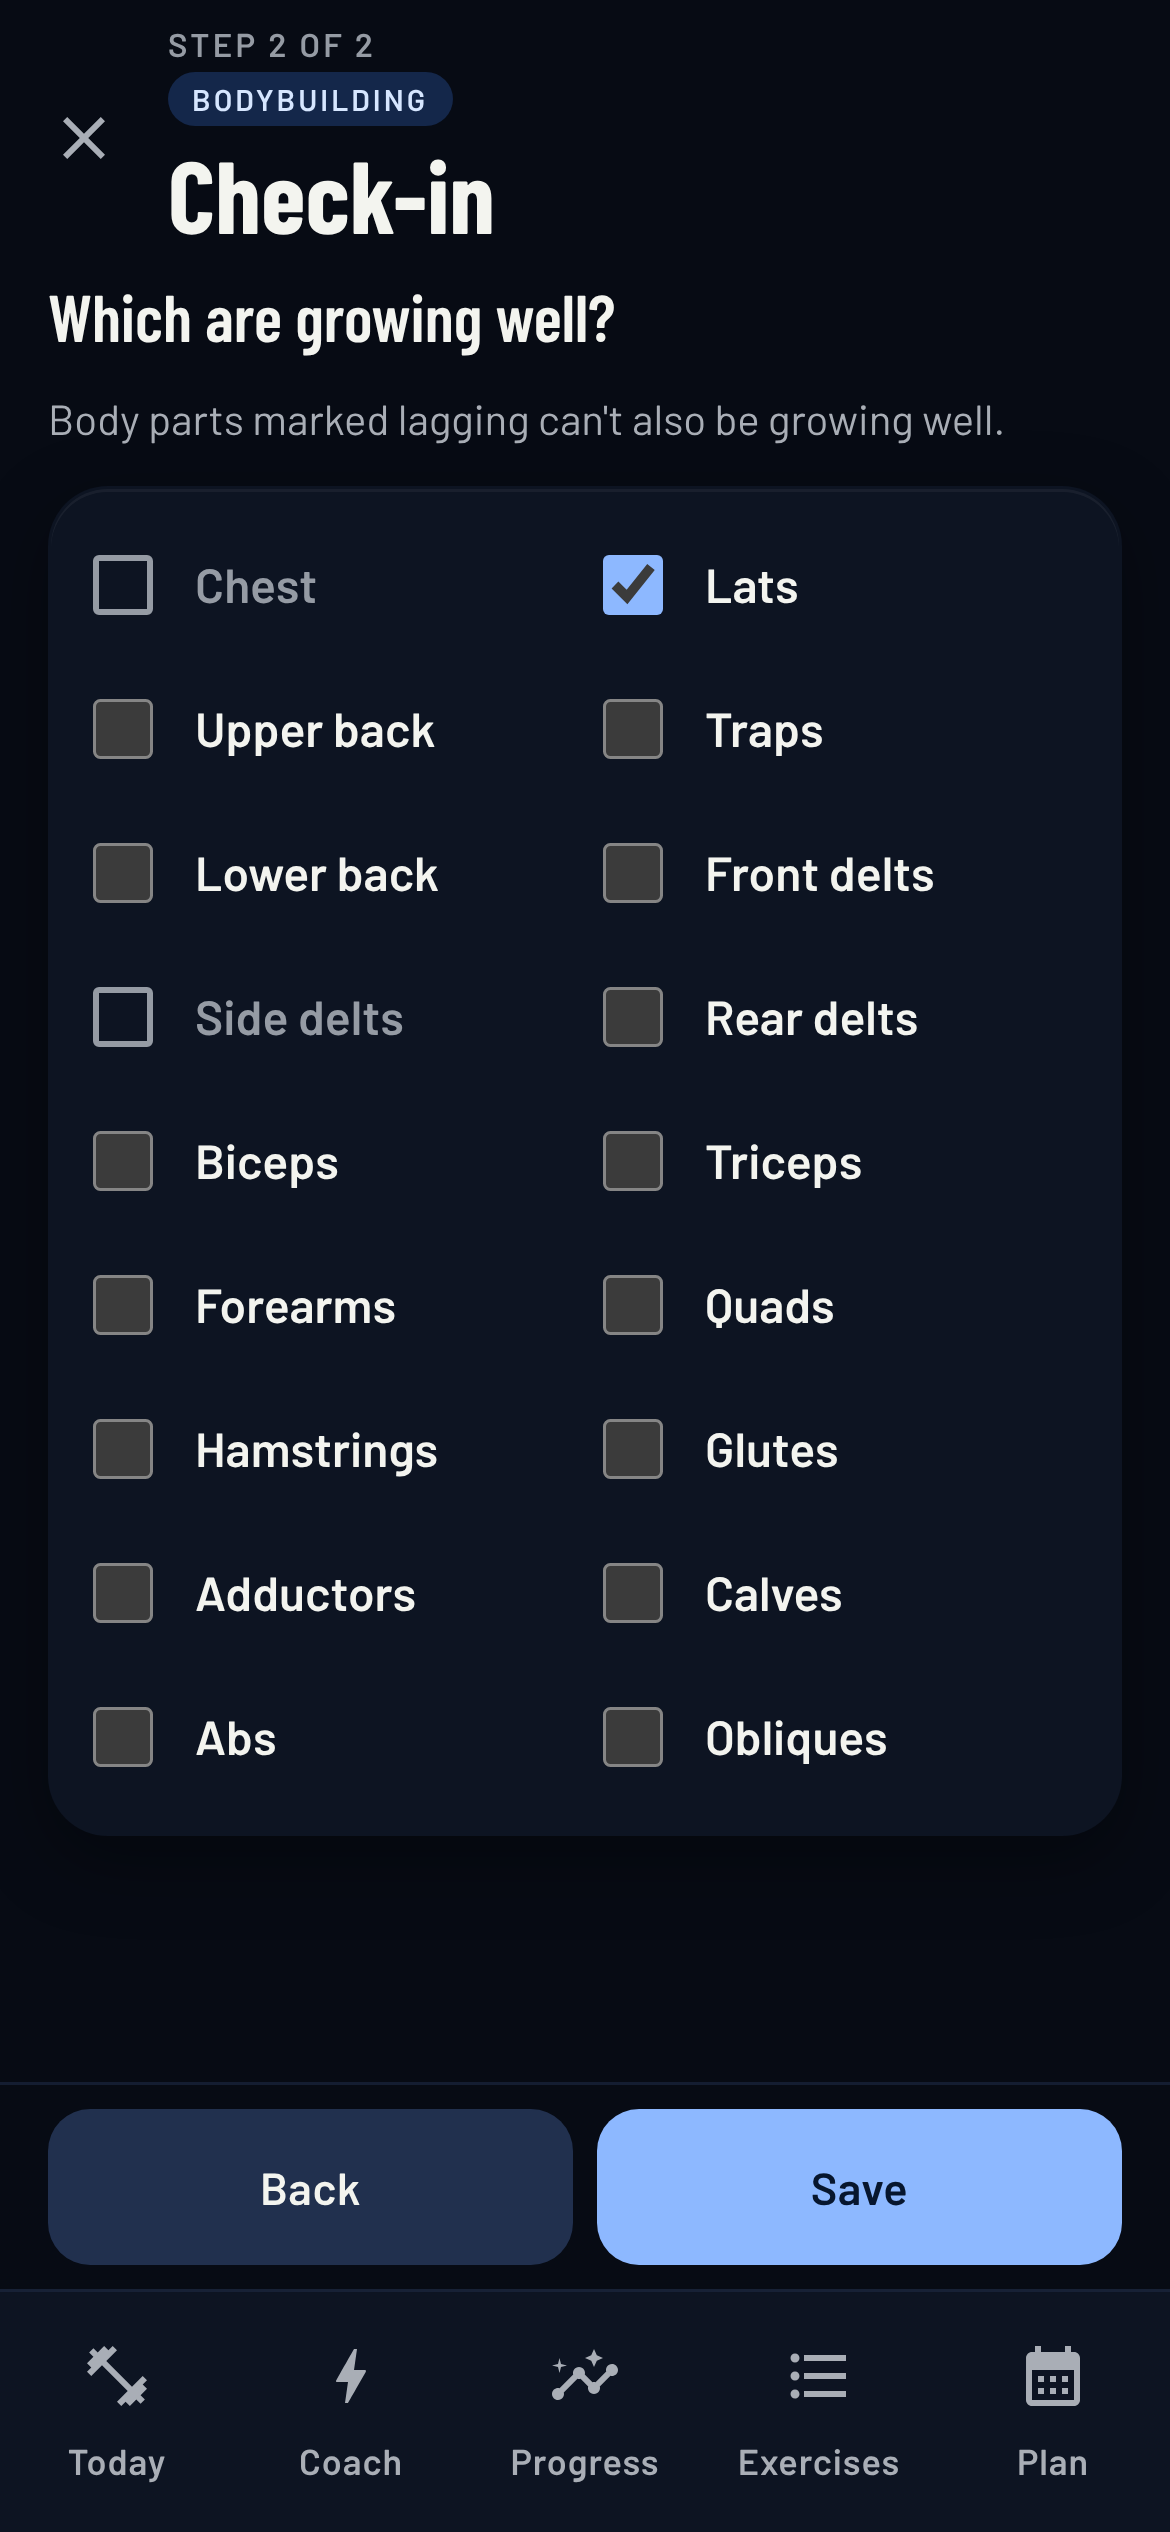 STEP 2 OF 2
BODYBUILDING
Check-in
Which are growing well?
Body parts marked lagging can't also be growing well.
Chest
Lats
Upper back
Traps
Lower back
Front delts
Side delts
Rear delts
Biceps
Triceps
Forearms
Quads
Hamstrings
Glutes
Adductors
Calves
Abs
Obliques
Back
Save
Today
Coach
Progress
Exercises
Plan